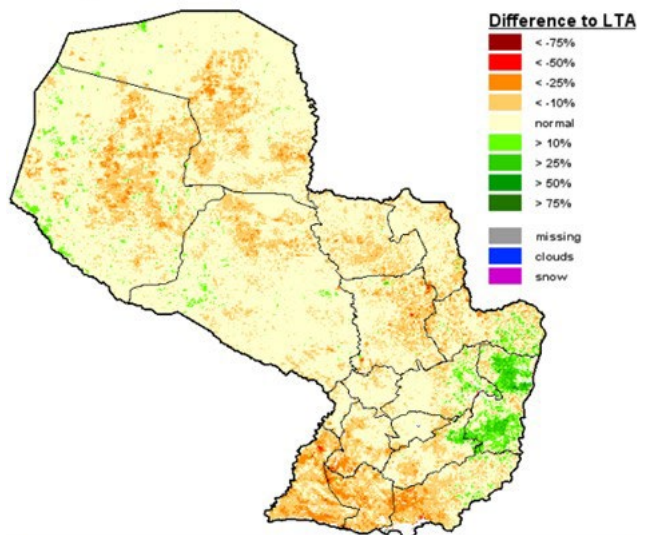 Difference to LTA
< -75%
< -50%
< -25%
< -10%
normal
> 10%
> 25%
> 50%
> 75%
missing
clouds
snow